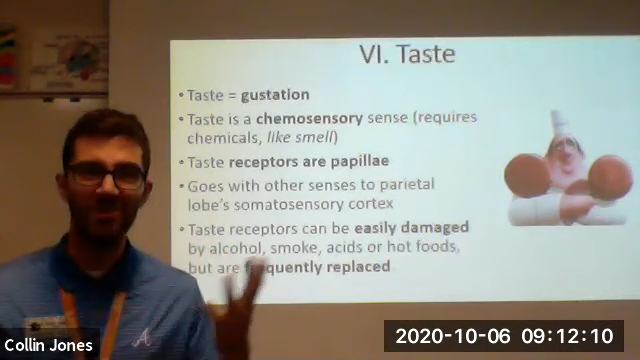 VI. Taste
• Taste = gustation
• Taste is a chemosensory sense (requires
chemicals, like smell)
• Taste receptors are papillae
• Goes with other senses to parietal
lobe's somatosensory cortex
• Taste receptors can be easily damaged
by alcohol, smoke, acids or hot foods,
but are frequently replaced
A
Collin Jones
2020-10-06 09:12:10